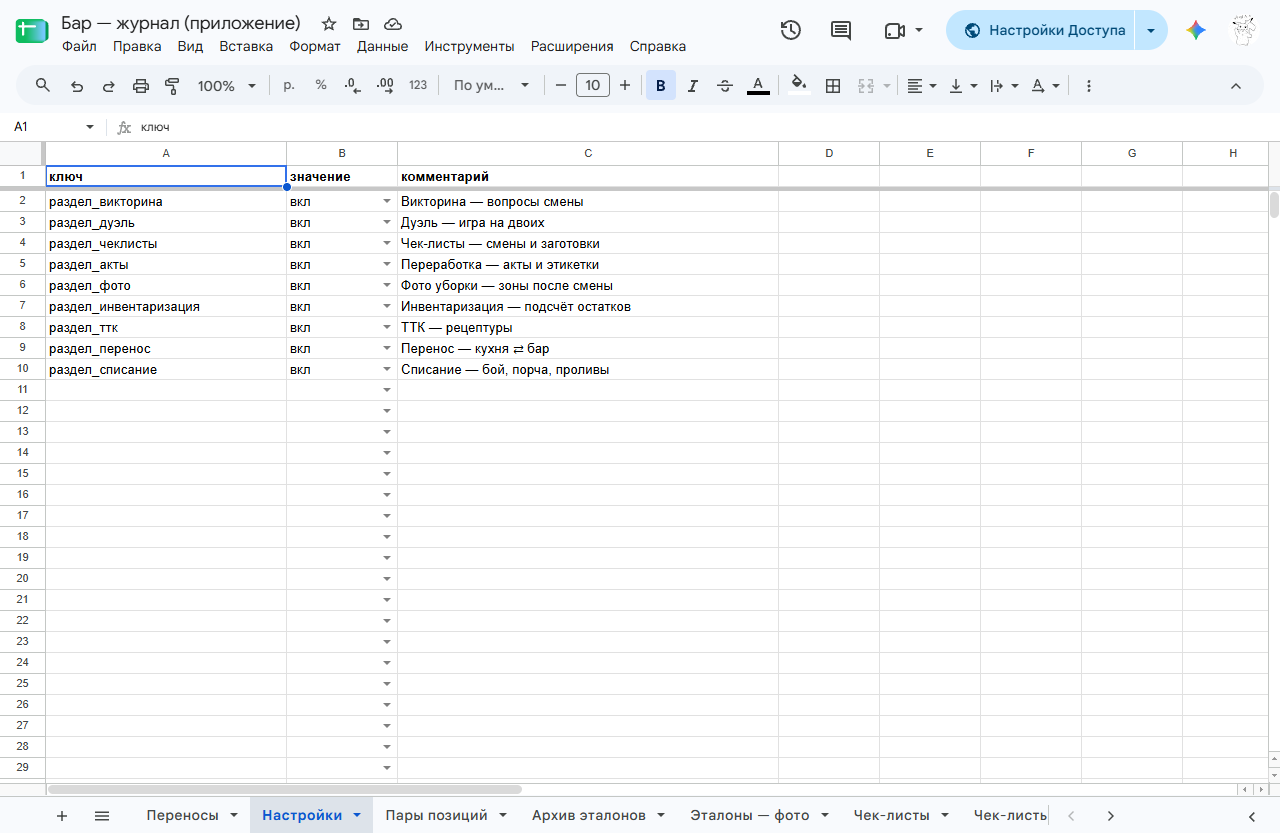 Бар — журнал (приложение)
Файл Правка Вид Вставка Формат Данные Инструменты Расширения Справка
Настройки Доступа
100% р. % .0 .00 123 По ум... 10 B I A
A1 fx ключ
A B C D E F G H
1 ключ значение комментарий
2 раздел_викторина вкл Викторина — вопросы смены
3 раздел_дуэль вкл Дуэль — игра на двоих
4 раздел_чеклисты вкл Чек-листы — смены и заготовки
5 раздел_акты вкл Переработка — акты и этикетки
6 раздел_фото вкл Фото уборки — зоны после смены
7 раздел_инвентаризация вкл Инвентаризация — подсчёт остатков
8 раздел_ттк вкл ТТК — рецептуры
9 раздел_перенос вкл Перенос — кухня ⇄ бар
10 раздел_списание вкл Списание — бой, порча, проливы
11
12
13
14
15
16
17
18
19
20
21
22
23
24
25
26
27
28
29
Переносы Настройки Пары позиций Архив эталонов Эталоны — фото Чек-листы Чек-листь